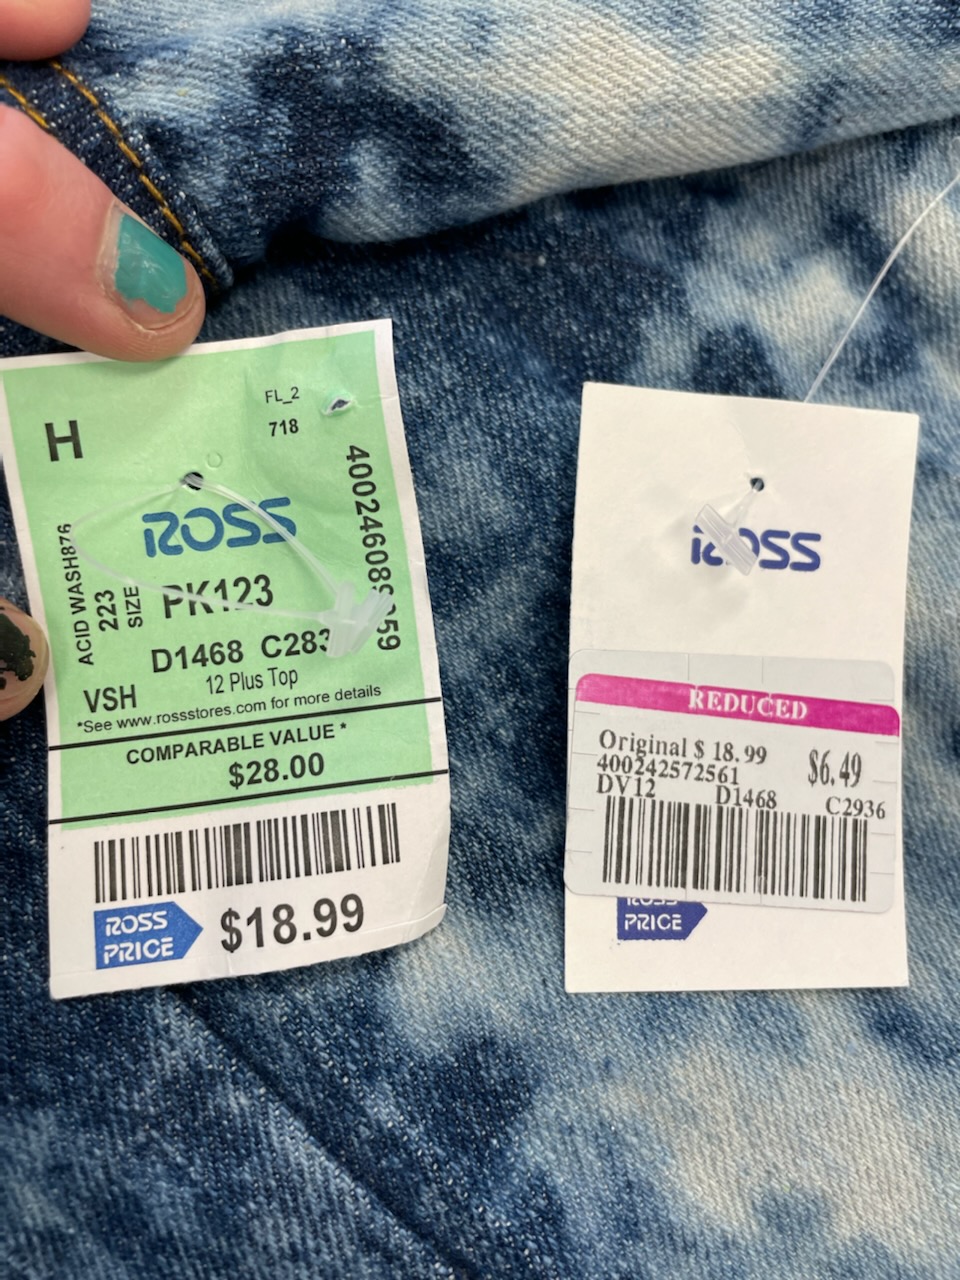 H
FL_2
718
ROSS
ACID WASH876
223
SIZE
PK123
D1468 C283
12 Plus Top
VSH
*See www.rossstores.com for more details
COMPARABLE VALUE *
$28.00
ROSS
PRICE
$18.99
ROSS
REDUCED
Original $ 18.99
$6.49
400242572561
DV12 D1468 C2936
ROSS
PRICE